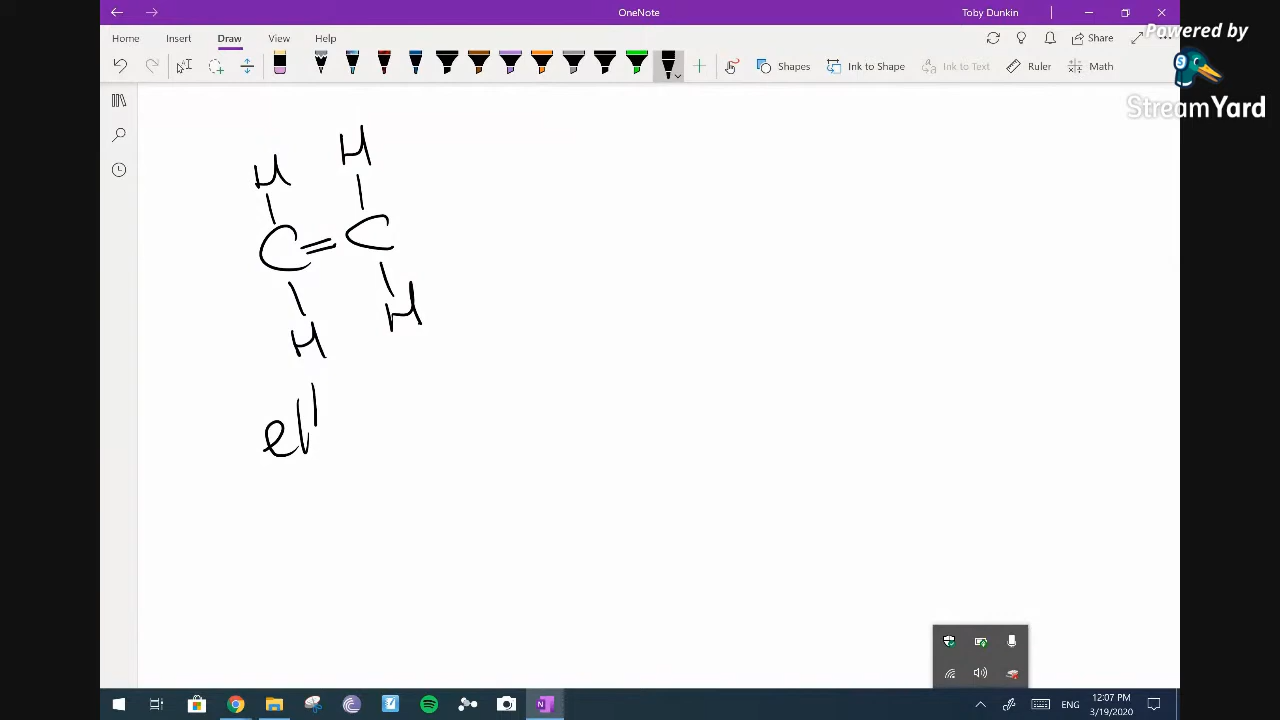 OneNote
Toby Dunkin
Powered by
StreamYard
Home Insert Draw View Help
Share
Shapes Ink to Shape Ink to Text Ruler Math
H H
C = C
H H
ENG 12:07 PM
3/19/2020